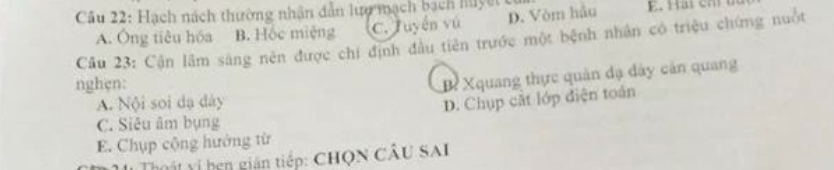 Câu 22: Hạch nách thường nhận dẫn lưu mạch bạch huyết
A. Ống tiêu hóa B. Hốc miệng C. Tuyến vú D. Vòm hầu E. Hai chi
Câu 23: Cận lâm sàng nên được chỉ định đầu tiên trước một bệnh nhân có triệu chứng nuốt
nghẹn:
A. Nội soi dạ dày B. Xquang thực quản dạ dày cản quang
C. Siêu âm bụng D. Chụp cắt lớp điện toán
E. Chụp cộng hưởng từ
Thoát vị bẹn gián tiếp: CHỌN CÂU SAI